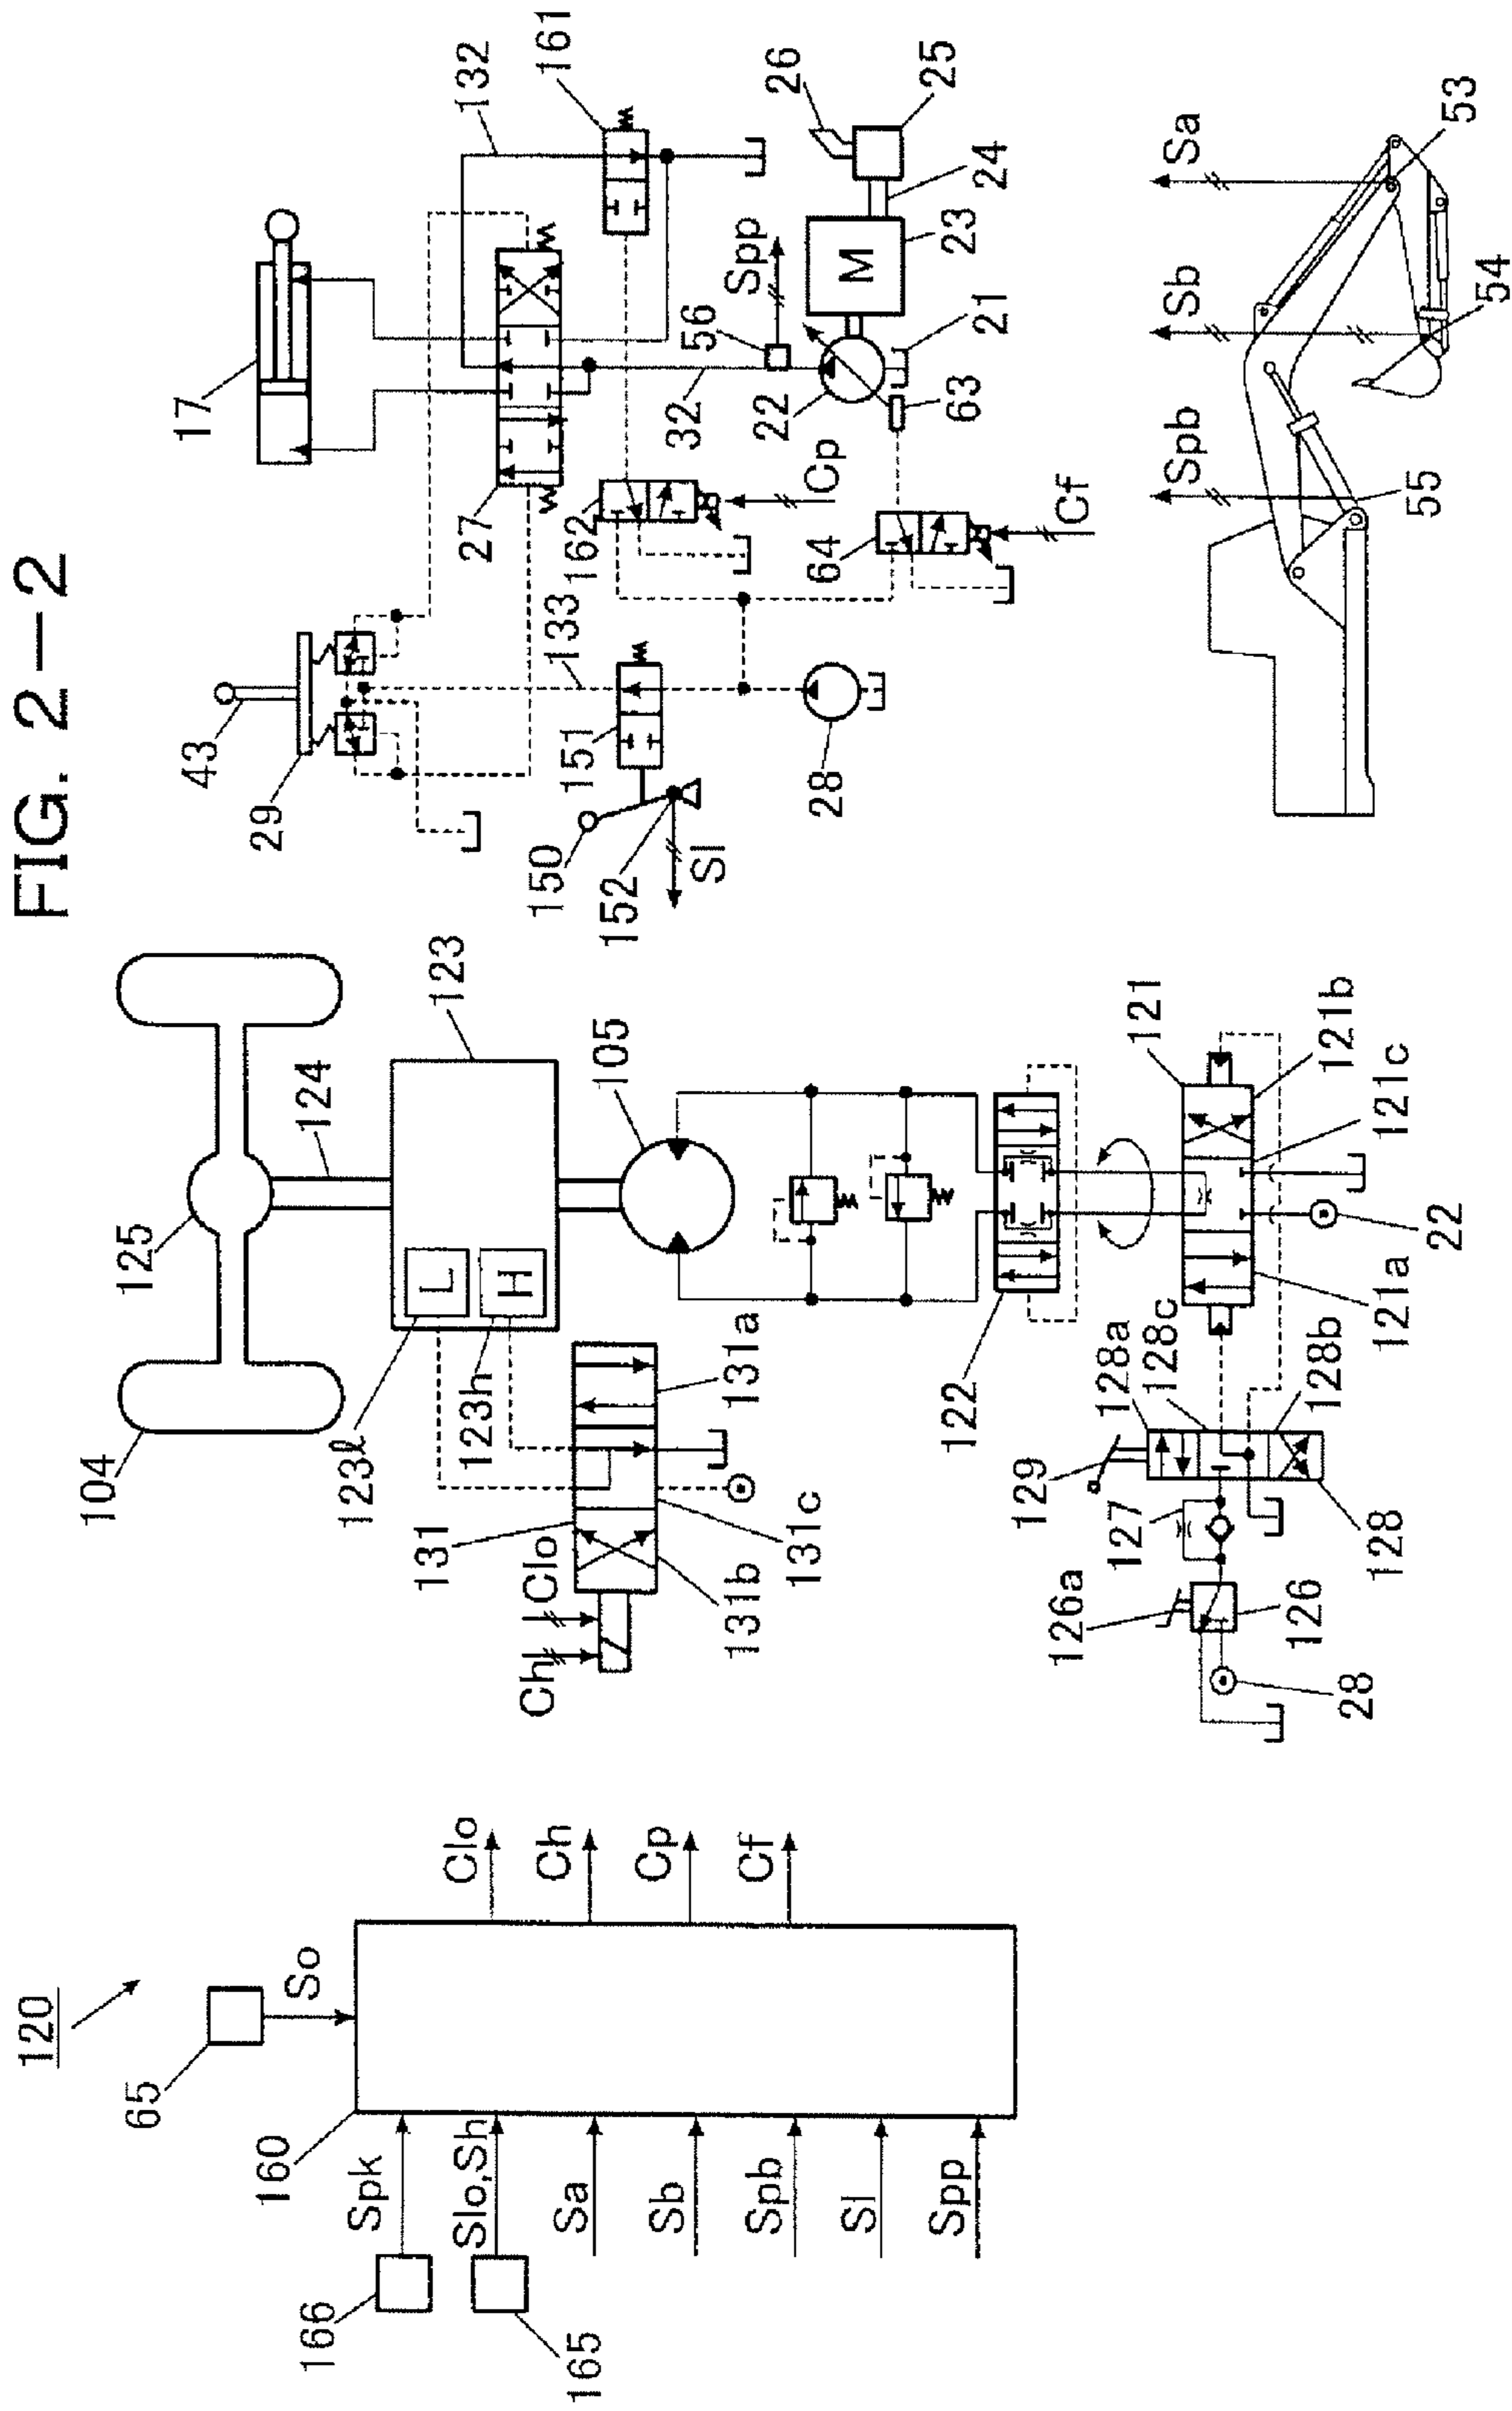 FIG. 2-2
120
65
So
160
Spk
166
Slo,Sh
165
Sa
Sb
Spb
Sl
Spp
Clo
Ch
Cp
Cf
104
125
124
123
L
H
123ℓ
123h
105
131
131a
131b
131c
Clo
Ch
122
121
121b
121c
121a
22
128a
128c
128b
128
129
127
126a
126
28
43
29
17
27
132
161
133
162
Cp
151
150
152
Sl
28
32
56
Spp
22
21
63
64
Cf
M
23
24
25
26
Spb
Sb
Sa
53
54
55